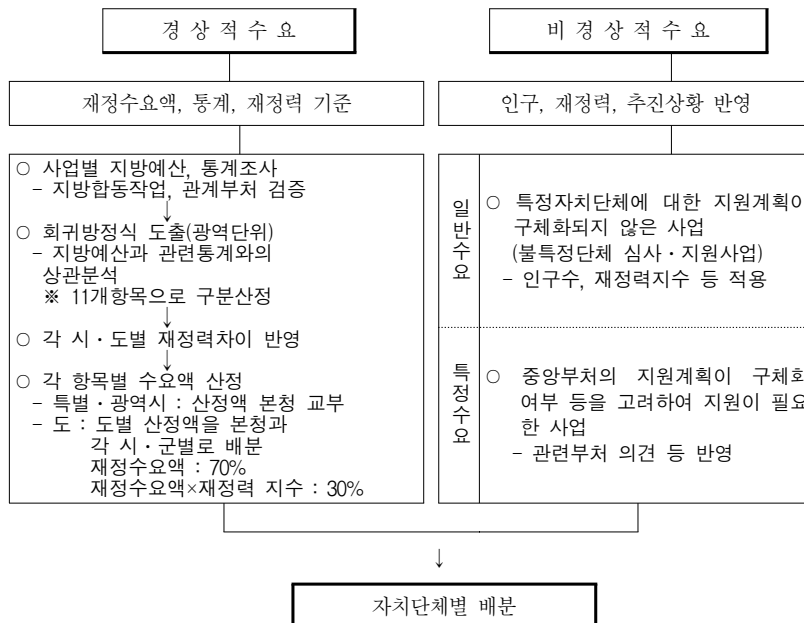 경 상 적 수 요
비 경 상 적 수 요
재정수요액, 통계, 재정력 기준
인구, 재정력, 추진상황 반영
○ 사업별 지방예산, 통계조사
- 지방합동작업, 관계부처 검증
↓
○ 회귀방정식 도출(광역단위)
- 지방예산과 관련통계와의
상관분석
※ 11개항목으로 구분산정
↓
○ 각 시·도별 재정력차이 반영
↓
○ 각 항목별 수요액 산정
- 특별·광역시 : 산정액 본청 교부
- 도 : 도별 산정액을 본청과
각 시·군별로 배분
재정수요액 : 70%
재정수요액×재정력 지수 : 30%
일반수요
○ 특정자치단체에 대한 지원계획이
구체화되지 않은 사업
(불특정단체 심사·지원사업)
- 인구수, 재정력지수 등 적용
특정수요
○ 중앙부처의 지원계획이 구체화
여부 등을 고려하여 지원이 필요
한 사업
- 관련부처 의견 등 반영
↓
자치단체별 배분